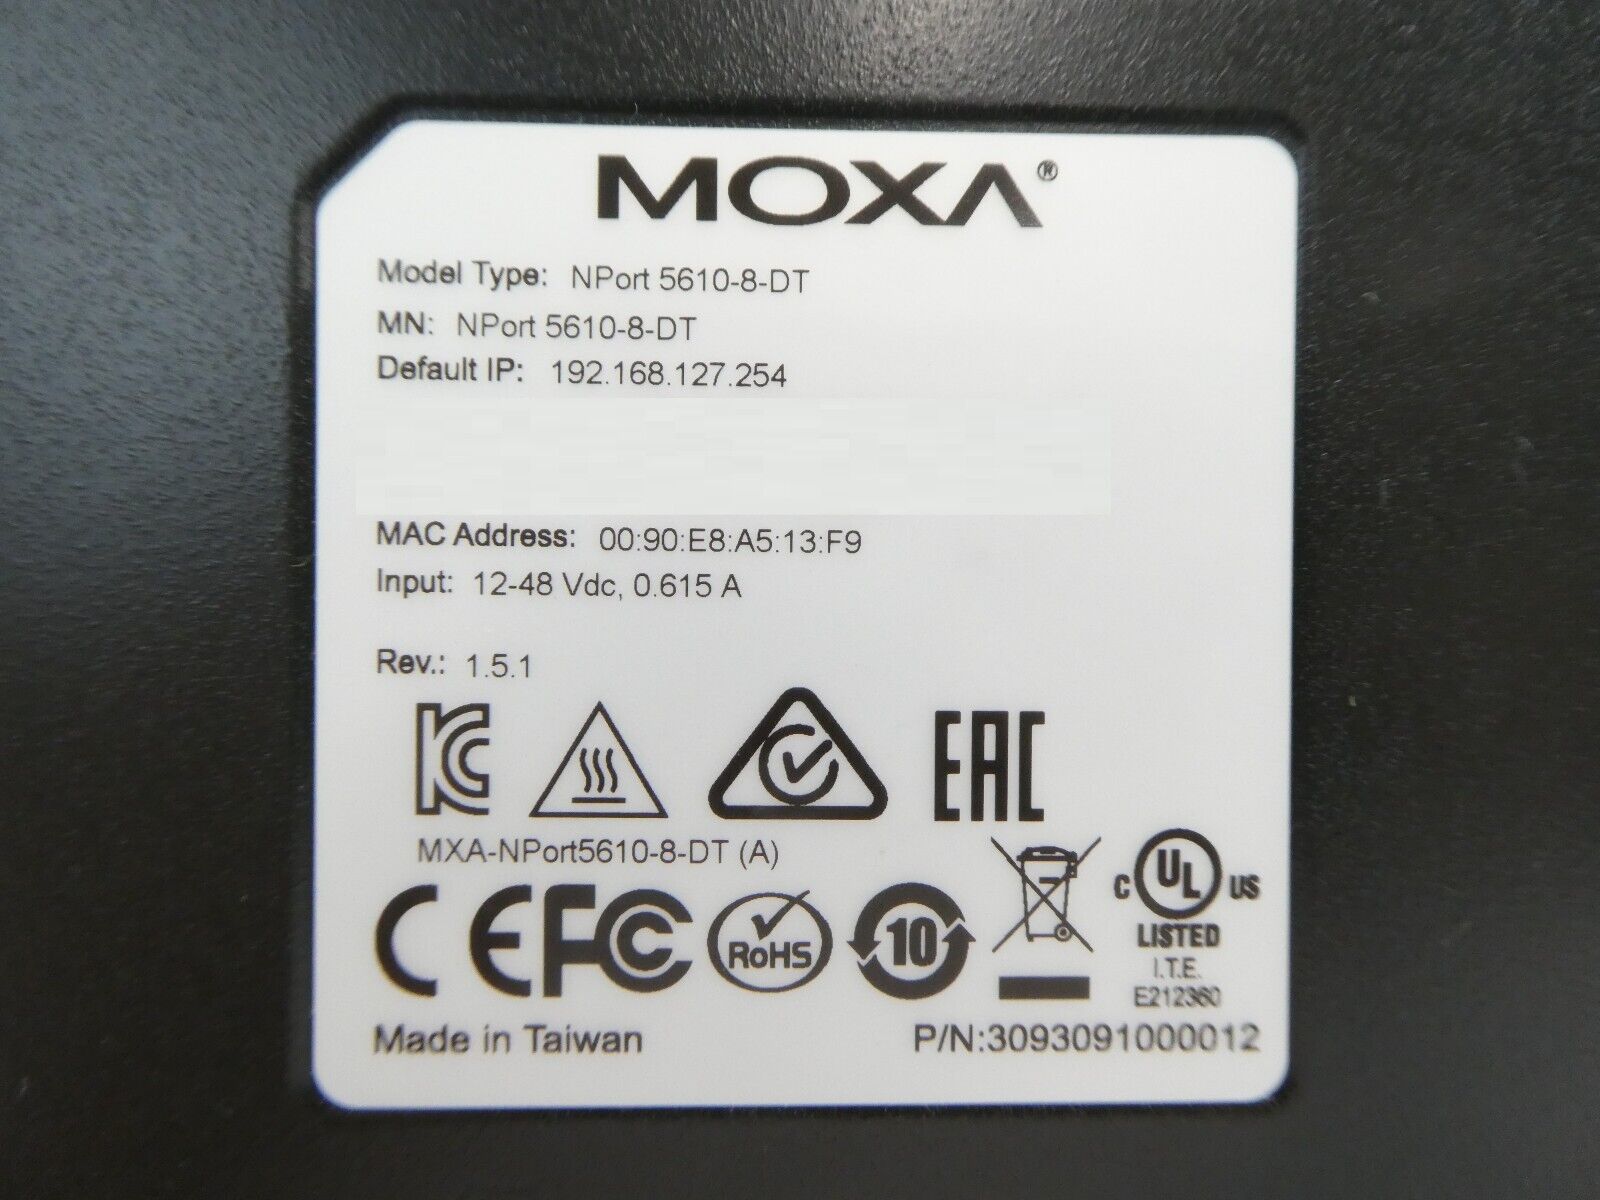 MOXA®
Model Type: NPort 5610-8-DT
MN: NPort 5610-8-DT
Default IP: 192.168.127.254
MAC Address: 00:90:E8:A5:13:F9
Input: 12-48 Vdc, 0.615 A
Rev.: 1.5.1
KC EAC
MXA-NPort5610-8-DT (A)
CE FC RoHS 10 C UL US
LISTED
I.T.E.
E212360
Made in Taiwan P/N:3093091000012